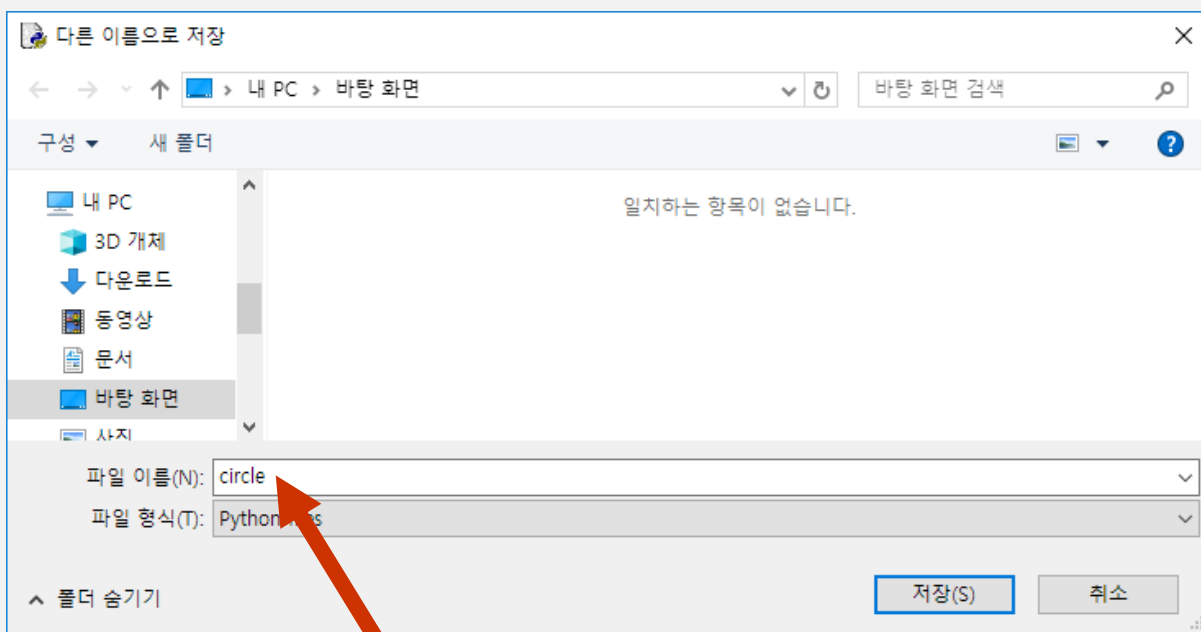 다른 이름으로 저장
내 PC › 바탕 화면
바탕 화면 검색
구성
새 폴더
내 PC
일치하는 항목이 없습니다.
3D 개체
다운로드
동영상
문서
바탕 화면
사진
파일 이름(N): circle
파일 형식(T): Python
폴더 숨기기
저장(S)
취소